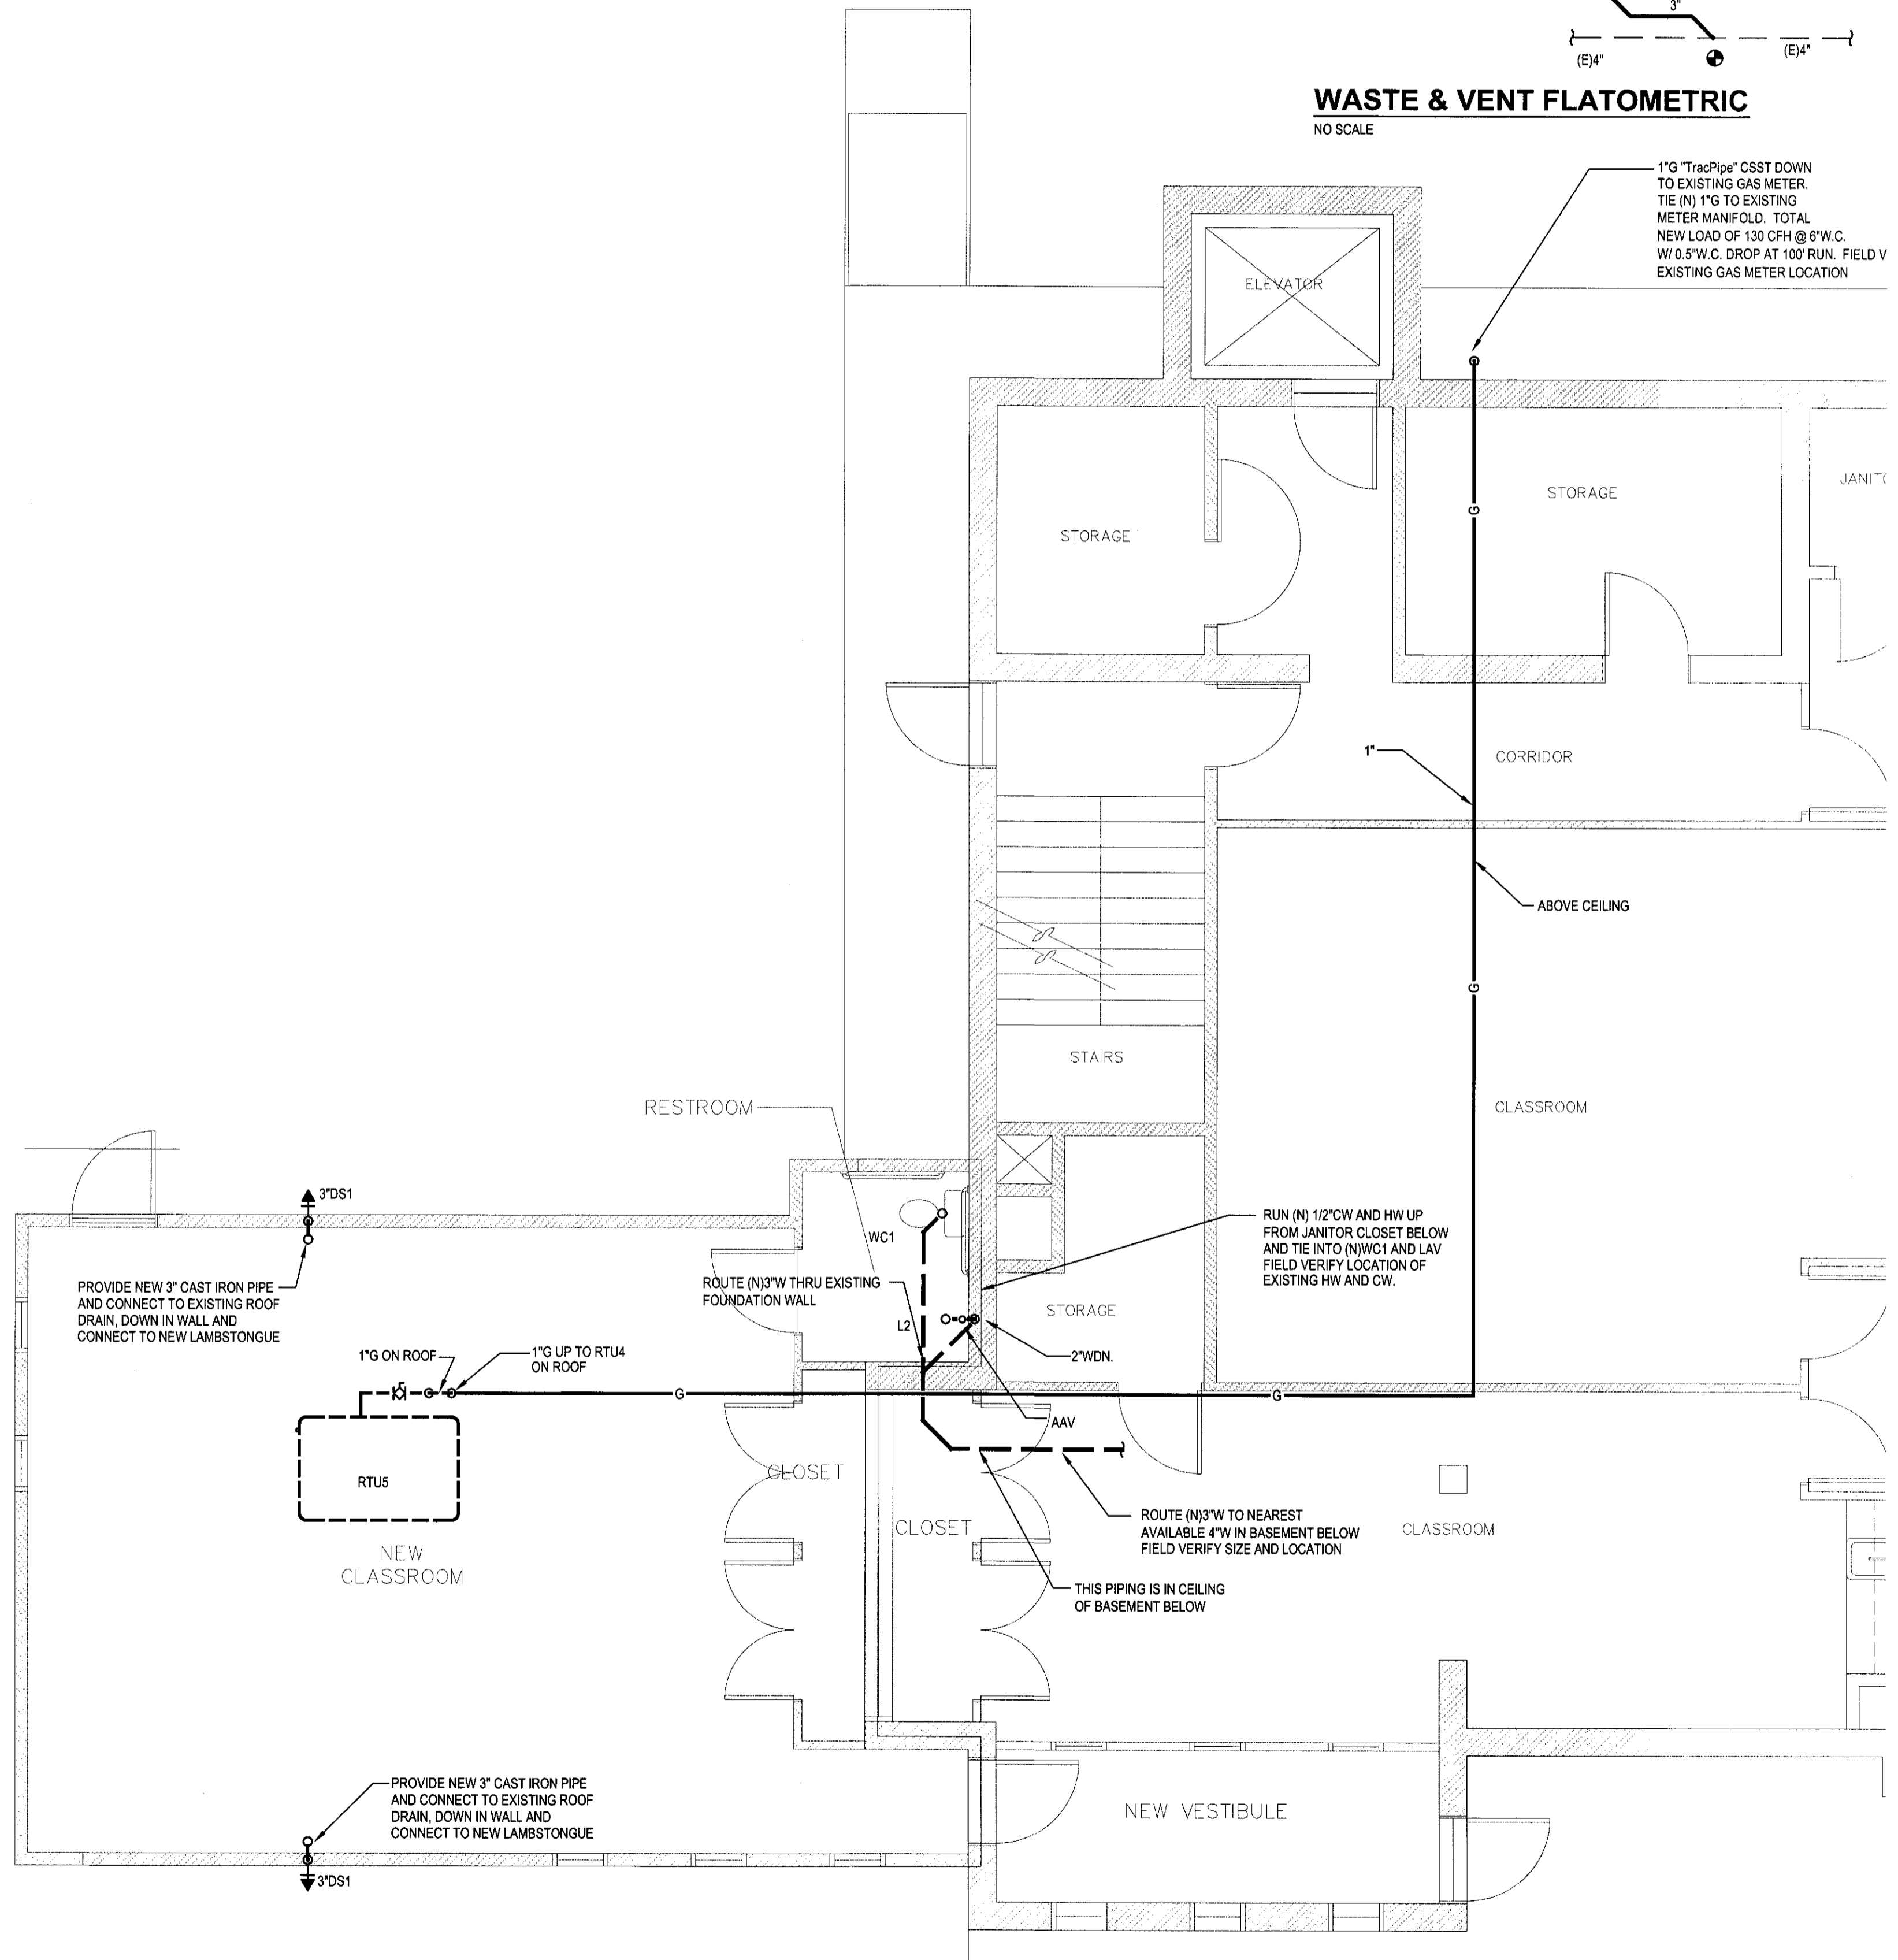 3"
(E)4"
(E)4"
WASTE & VENT FLATOMETRIC
NO SCALE
1"G "TracPipe" CSST DOWN
TO EXISTING GAS METER.
TIE (N) 1"G TO EXISTING
METER MANIFOLD. TOTAL
NEW LOAD OF 130 CFH @ 6"W.C.
W/ 0.5"W.C. DROP AT 100' RUN. FIELD V
EXISTING GAS METER LOCATION
ELEVATOR
STORAGE
STORAGE
JANITO
G
1"
CORRIDOR
ABOVE CEILING
G
STAIRS
RESTROOM
CLASSROOM
3"DS1
WC1
RUN (N) 1/2"CW AND HW UP
FROM JANITOR CLOSET BELOW
AND TIE INTO (N)WC1 AND LAV
FIELD VERIFY LOCATION OF
EXISTING HW AND CW.
PROVIDE NEW 3" CAST IRON PIPE
AND CONNECT TO EXISTING ROOF
DRAIN, DOWN IN WALL AND
CONNECT TO NEW LAMBSTONGUE
ROUTE (N)3"W THRU EXISTING
FOUNDATION WALL
STORAGE
L2
2"WDN.
1"G ON ROOF
1"G UP TO RTU4
ON ROOF
G
G
AAV
RTU5
CLOSET
CLOSET
ROUTE (N)3"W TO NEAREST
AVAILABLE 4"W IN BASEMENT BELOW
FIELD VERIFY SIZE AND LOCATION
CLASSROOM
NEW
CLASSROOM
THIS PIPING IS IN CEILING
OF BASEMENT BELOW
PROVIDE NEW 3" CAST IRON PIPE
AND CONNECT TO EXISTING ROOF
DRAIN, DOWN IN WALL AND
CONNECT TO NEW LAMBSTONGUE
NEW VESTIBULE
3"DS1